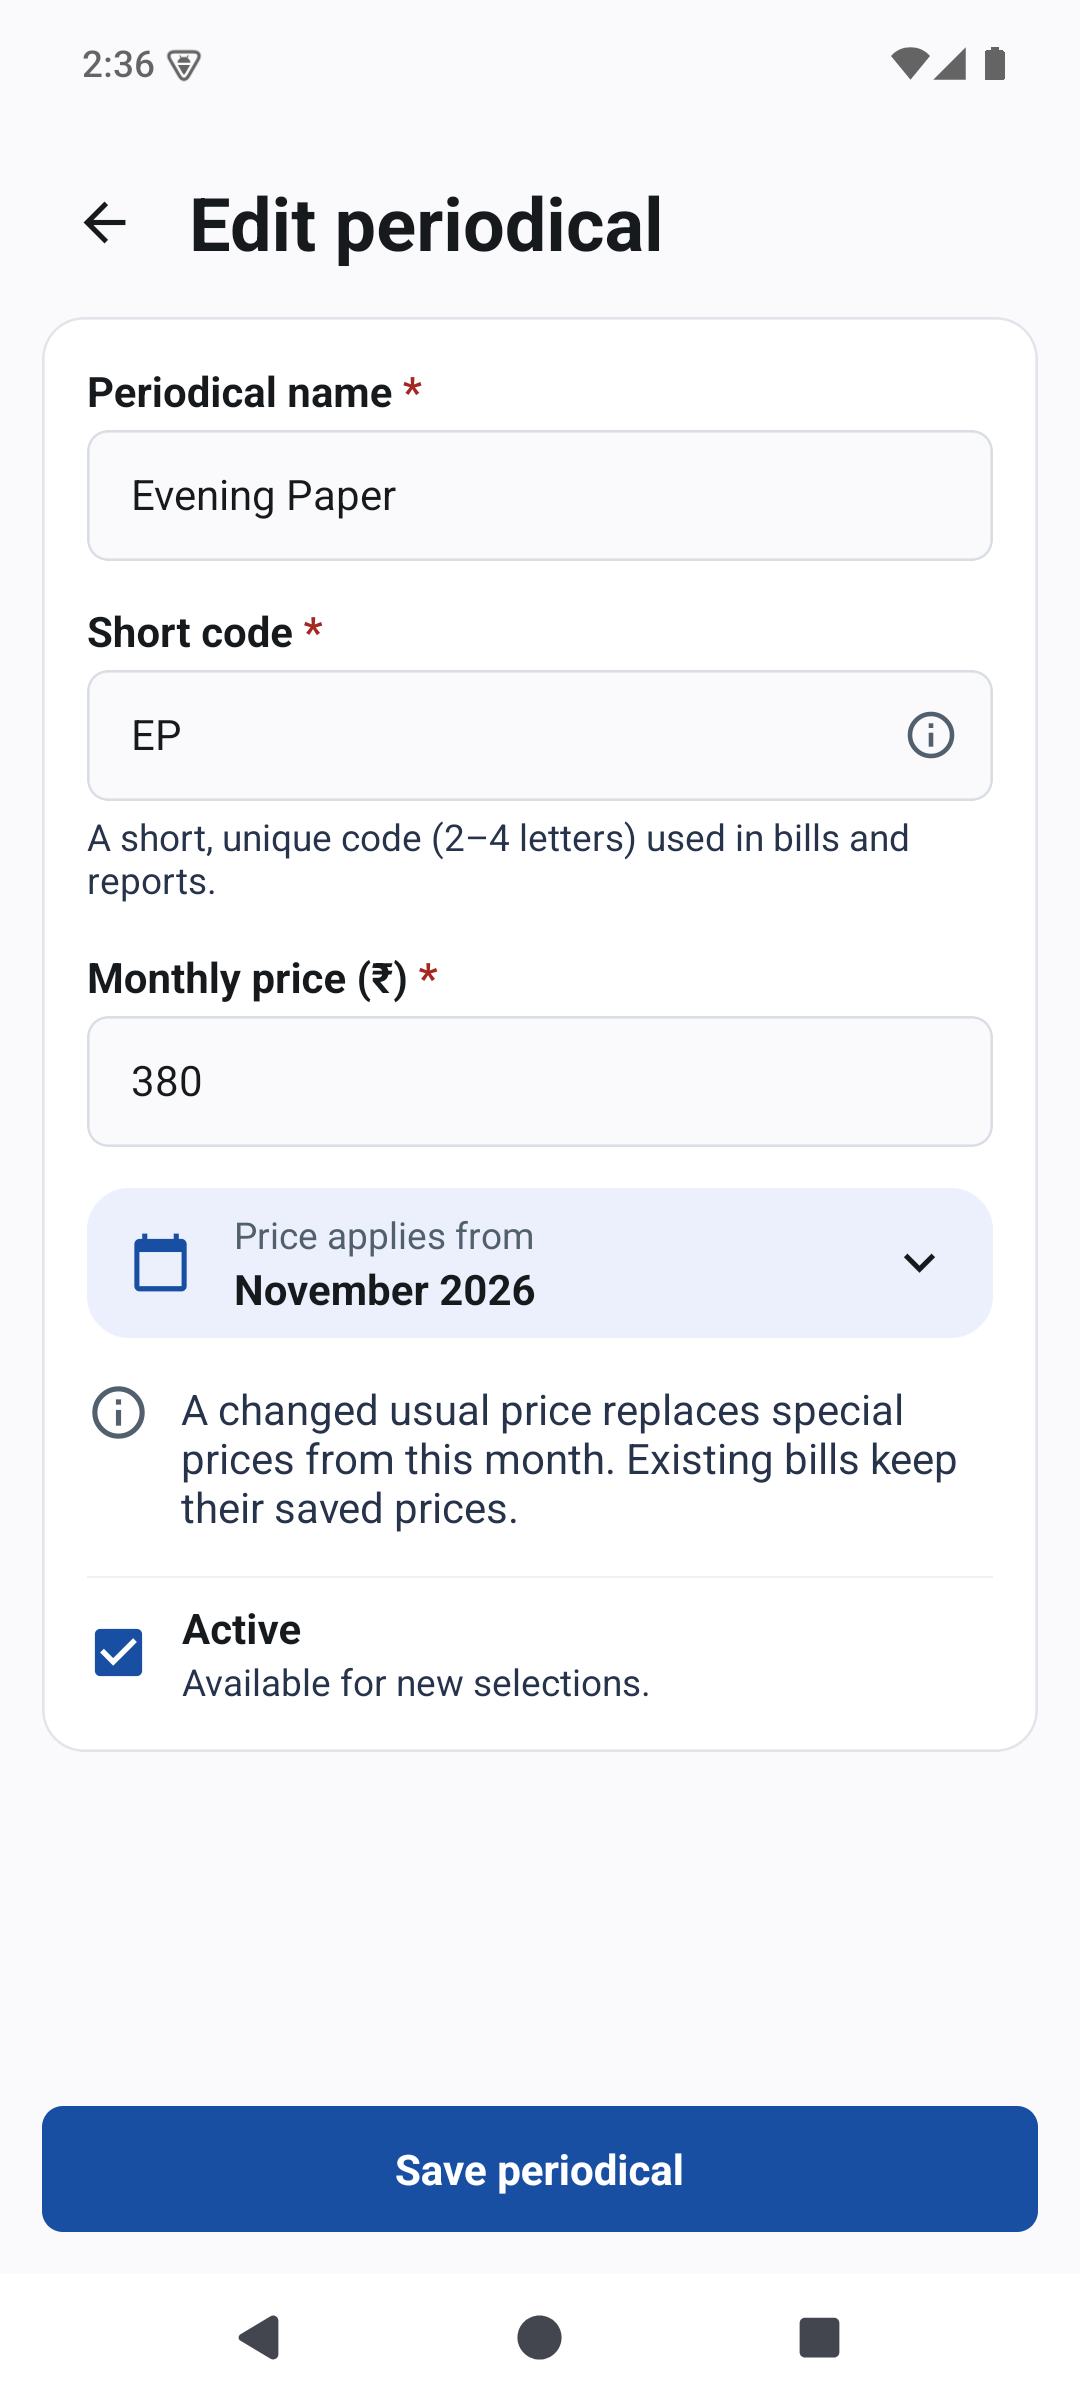 2:36
Edit periodical
Periodical name *
Evening Paper
Short code *
EP
A short, unique code (2–4 letters) used in bills and
reports.
Monthly price (₹) *
380
Price applies from
November 2026
A changed usual price replaces special
prices from this month. Existing bills keep
their saved prices.
Active
Available for new selections.
Save periodical